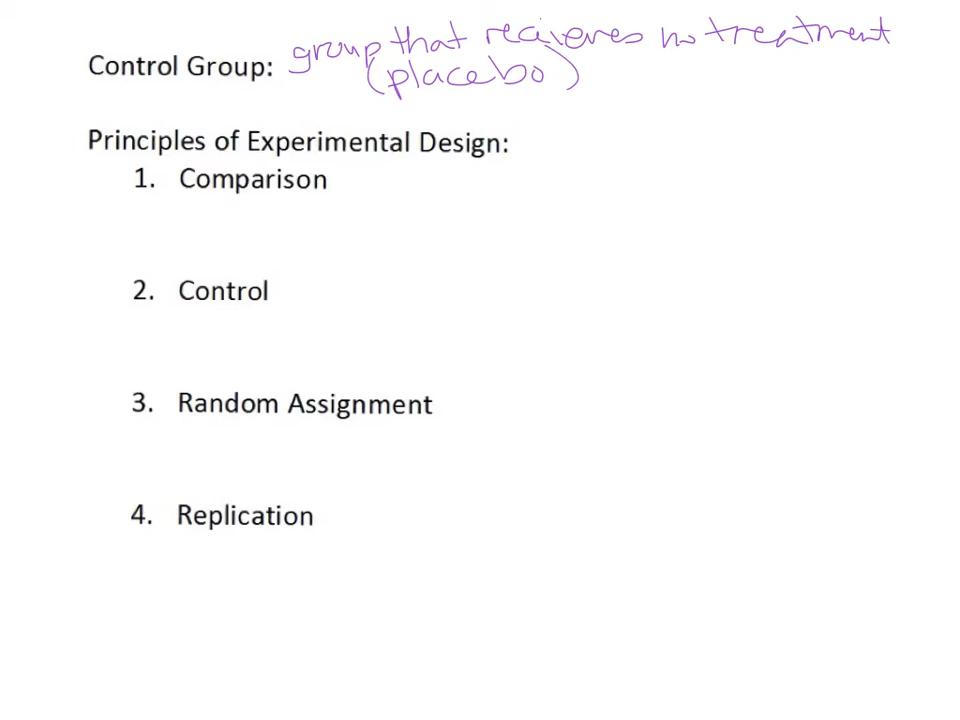 group that recieves no treatment
Control Group: (placebo)
Principles of Experimental Design:
1. Comparison
2. Control
3. Random Assignment
4. Replication